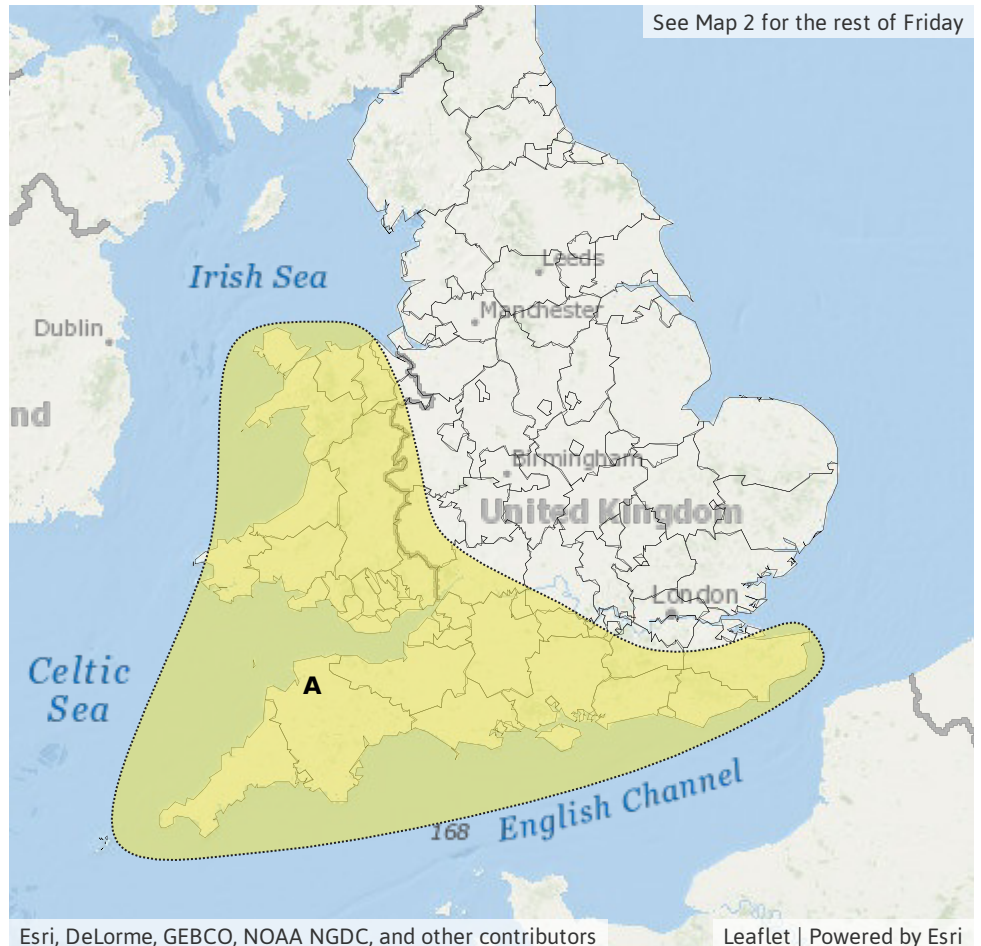 See Map 2 for the rest of Friday
Leeds
Irish Sea
Manchester
Dublin
nd
Birmingham
United Kingdom
London
Celtic
Sea
A
English Channel
168
Esri, DeLorme, GEBCO, NOAA NGDC, and other contributors
Leaflet | Powered by Esri